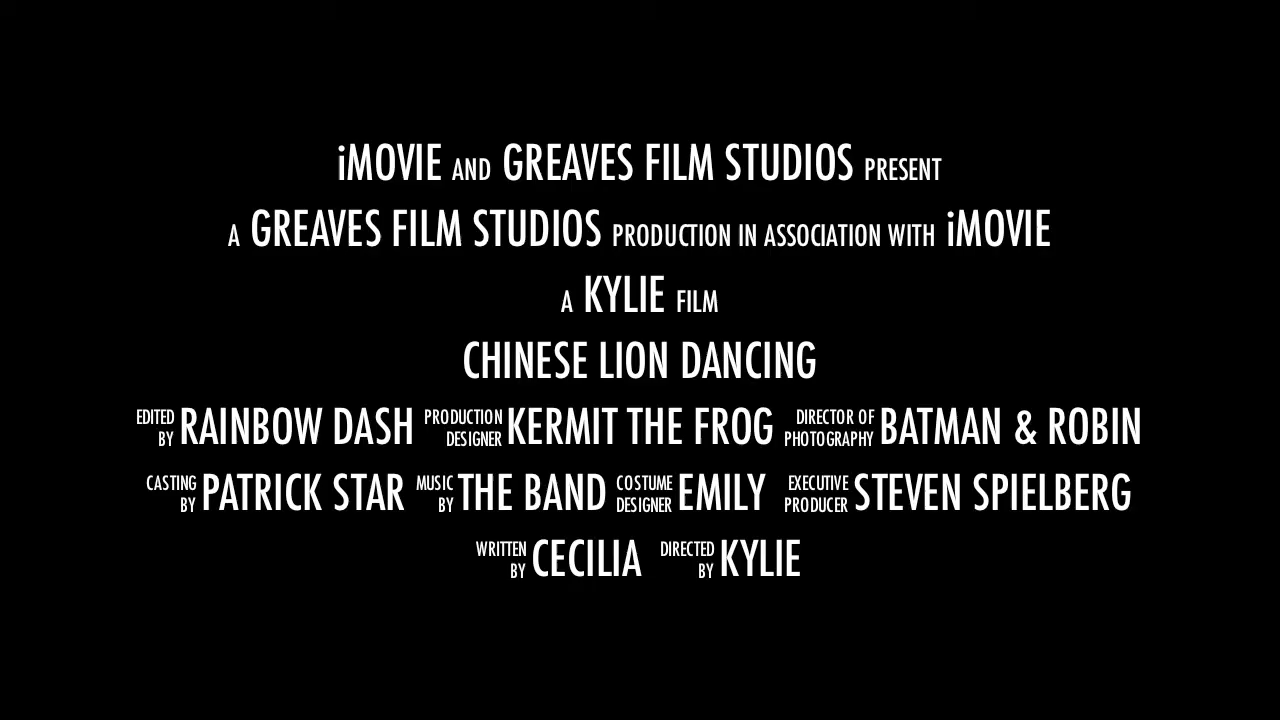 iMOVIE AND GREAVES FILM STUDIOS PRESENT
A GREAVES FILM STUDIOS PRODUCTION IN ASSOCIATION WITH iMOVIE
A KYLIE FILM
CHINESE LION DANCING
EDITED BY RAINBOW DASH PRODUCTION DESIGNER KERMIT THE FROG DIRECTOR OF PHOTOGRAPHY BATMAN & ROBIN
CASTING BY PATRICK STAR MUSIC BY THE BAND COSTUME DESIGNER EMILY EXECUTIVE PRODUCER STEVEN SPIELBERG
WRITTEN BY CECILIA DIRECTED BY KYLIE